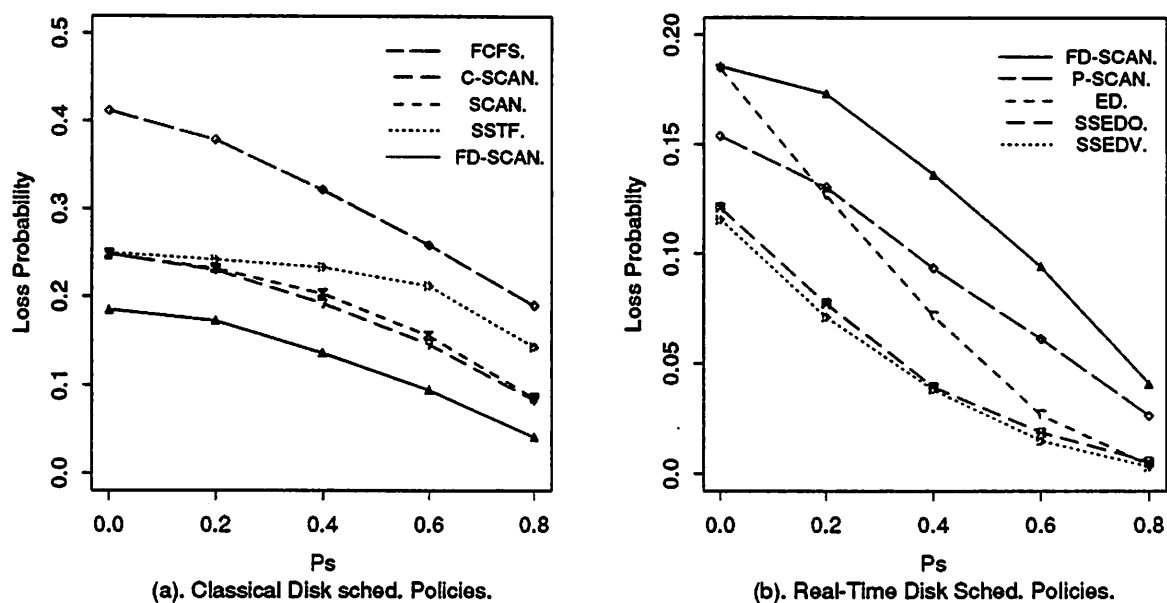 0.5
0.4
0.3
0.2
0.1
0.0
Loss Probability
FCFS.
C-SCAN.
SCAN.
SSTF.
FD-SCAN.
0.0 0.2 0.4 0.6 0.8
Ps
(a). Classical Disk sched. Policies.
0.20
0.15
0.10
0.05
0.0
Loss Probability
FD-SCAN.
P-SCAN.
ED.
SSEDO.
SSEDV.
0.0 0.2 0.4 0.6 0.8
Ps
(b). Real-Time Disk Sched. Policies.